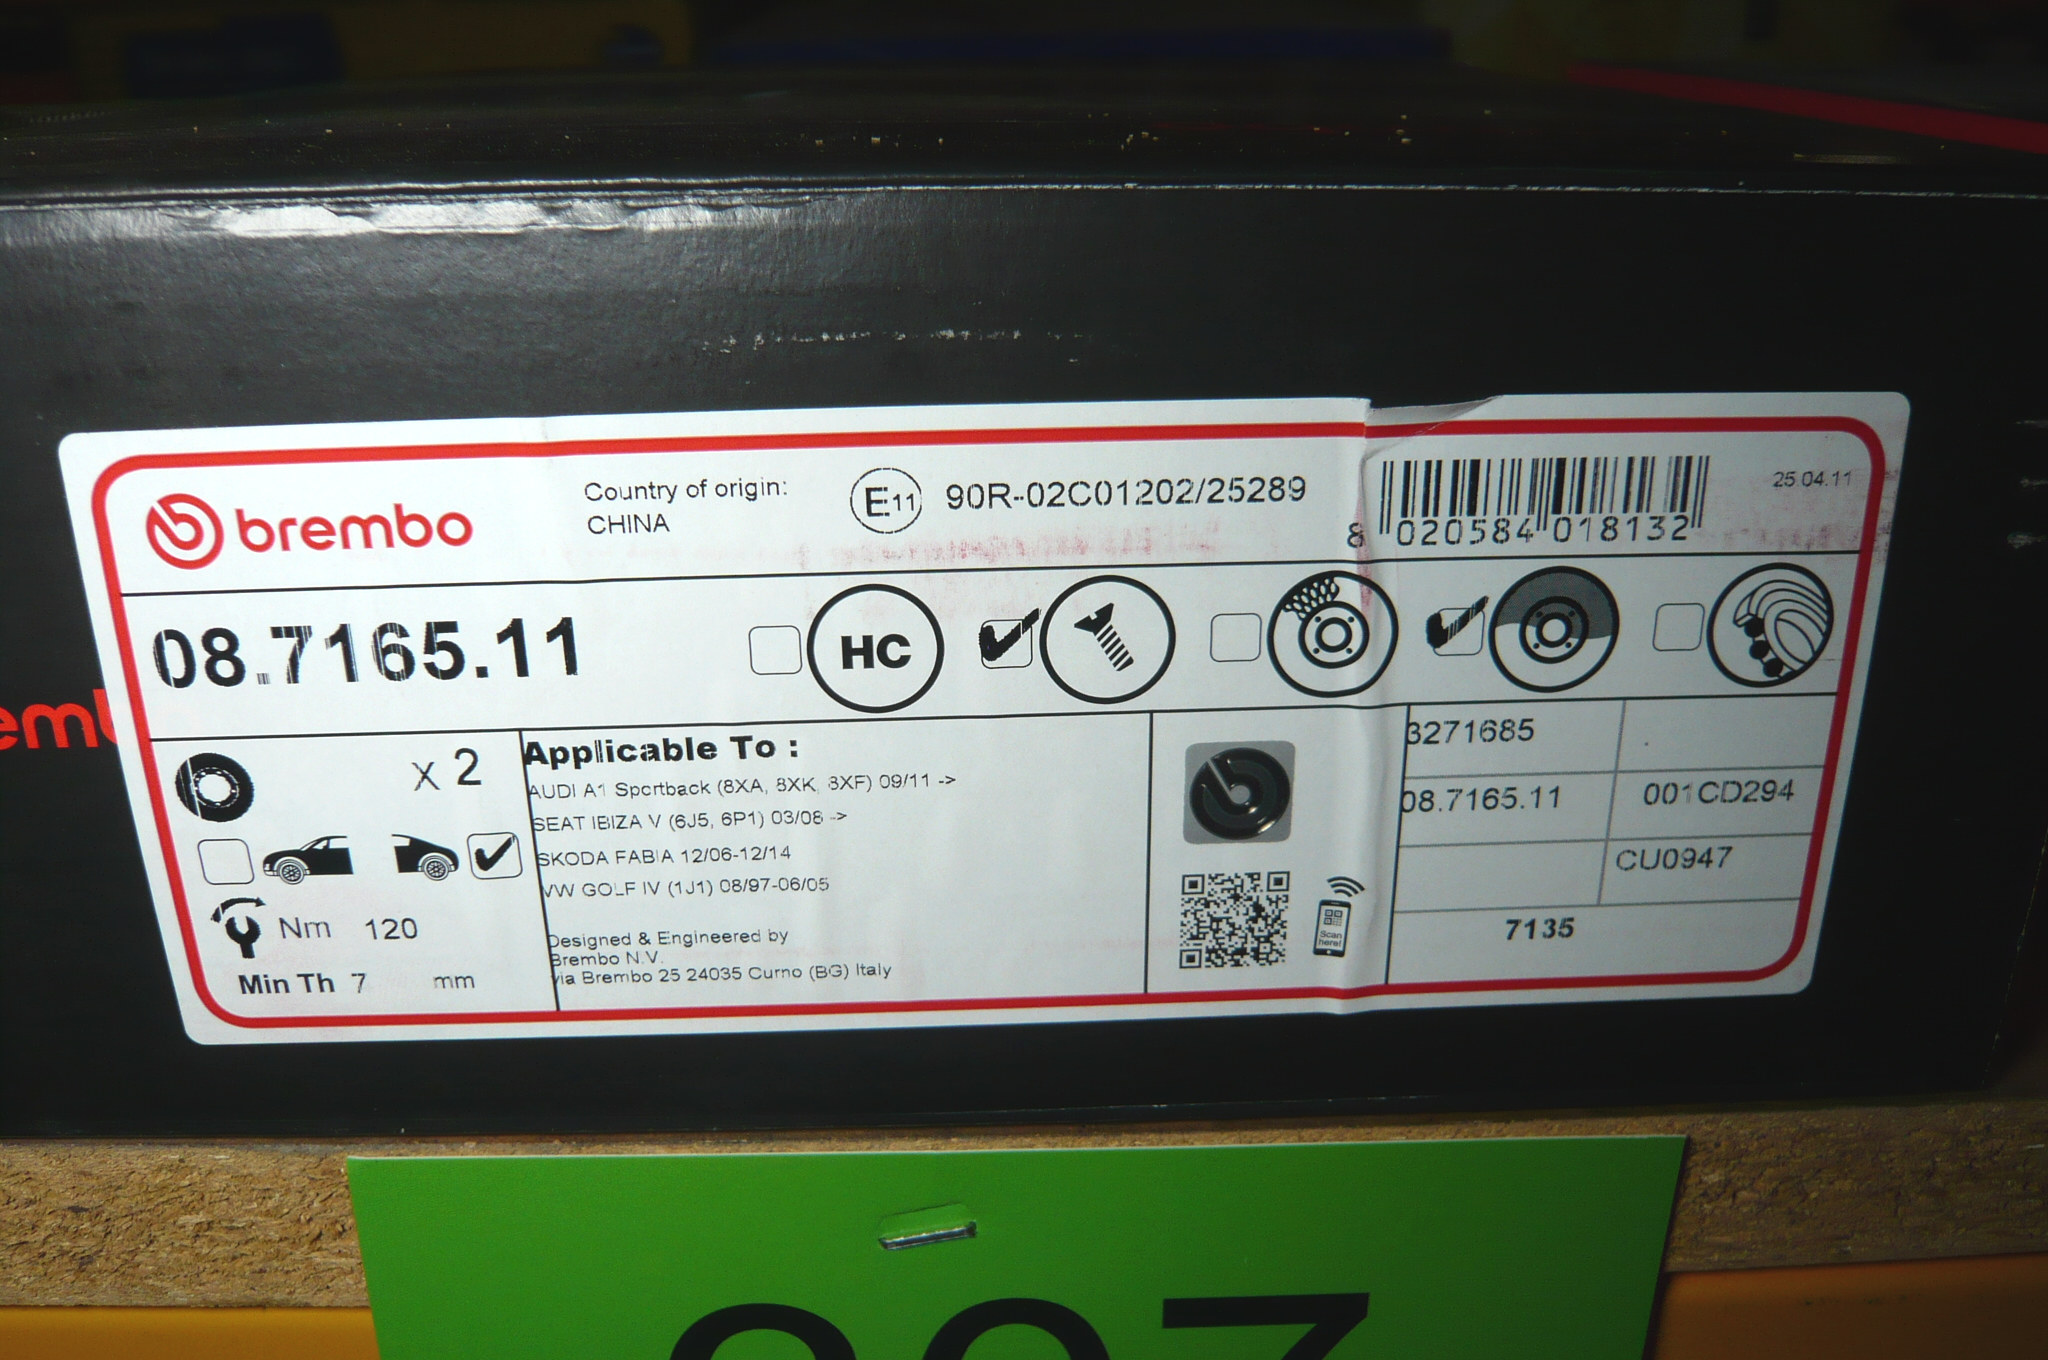 brembo
Country of origin:
CHINA
E11
90R-02C01202/25289
8 020584 018132
25.04.11
08.7165.11
HC
X 2
Applicable To :
AUDI A1 Sportback (8XA, 8XK, 8XF) 09/11 ->
SEAT IBIZA V (6J5, 6P1) 03/08 ->
SKODA FABIA 12/06-12/14
VW GOLF IV (1J1) 08/97-06/05
Designed & Engineered by
Brembo N.V.
via Brembo 25 24035 Curno (BG) Italy
Nm 120
Min Th 7 mm
Scan
here!
3271685
08.7165.11
001CD294
CU0947
7135